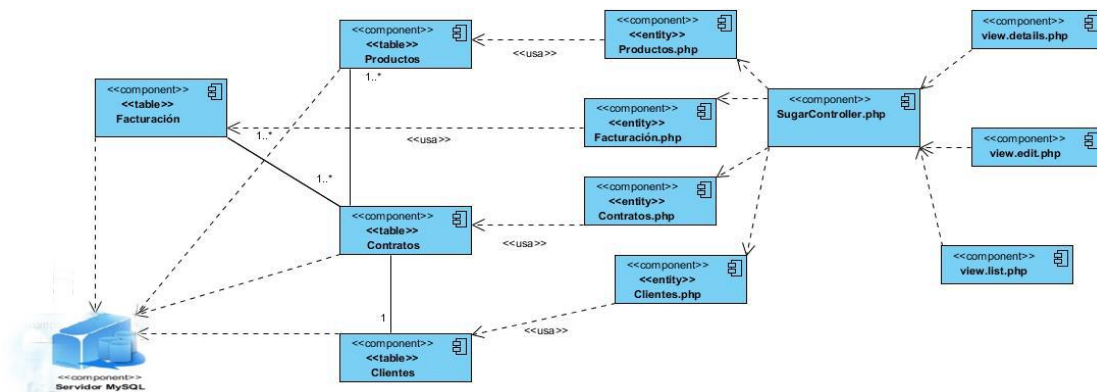 <<component>>
<<table>>
Productos
<<usa>>
<<component>>
<<entity>>
Productos.php
<<component>>
view.details.php
1..*
<<component>>
<<table>>
Facturación
1..*
<<usa>>
<<component>>
<<entity>>
Facturación.php
<<component>>
SugarController.php
<<component>>
view.edit.php
1..*
<<component>>
<<table>>
Contratos
<<usa>>
<<component>>
<<entity>>
Contratos.php
<<component>>
view.list.php
<<component>>
<<entity>>
Clientes.php
1
<<usa>>
<<component>>
<<table>>
Clientes
<<component>>
Servidor MySQL